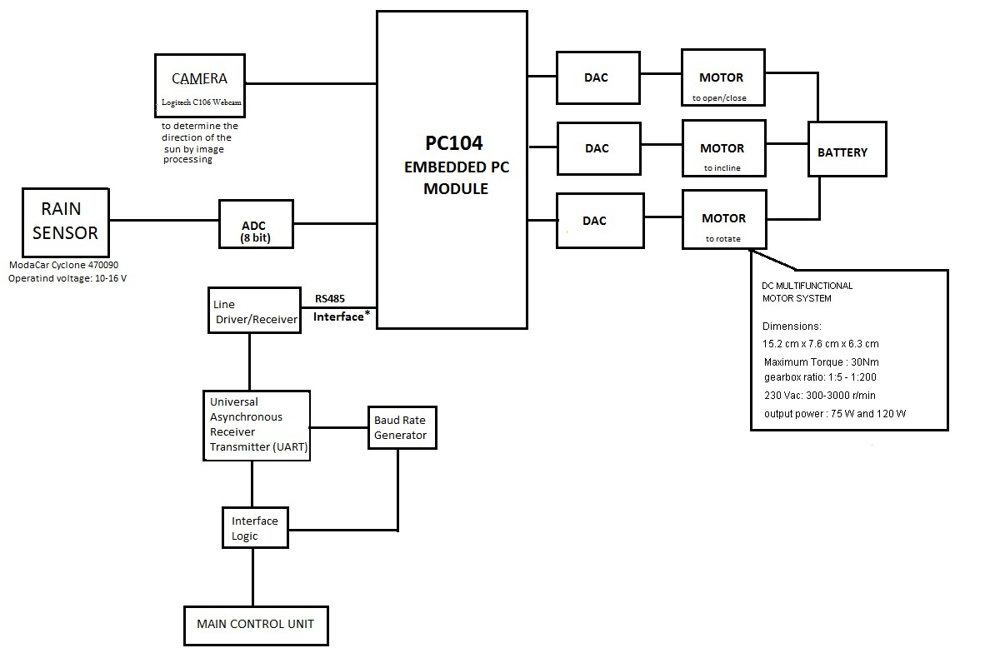 CAMERA
Logitech C106 Webcam
to determine the
direction of the
sun by image
processing
RAIN
SENSOR
ModaCar Cyclone 470090
Operatind voltage: 10-16 V
ADC
(8 bit)
PC104
EMBEDDED PC
MODULE
DAC
MOTOR
to open/close
DAC
MOTOR
to incline
BATTERY
DAC
MOTOR
to rotate
DC MULTIFUNCTIONAL
MOTOR SYSTEM
Dimensions:
15.2 cm x 7.6 cm x 6.3 cm
Maximum Torque : 30Nm
gearbox ratio: 1:5 - 1:200
230 Vac: 300-3000 r/min
output power : 75 W and 120 W
Line
Driver/Receiver
RS485
Interface*
Universal
Asynchronous
Receiver
Transmitter (UART)
Baud Rate
Generator
Interface
Logic
MAIN CONTROL UNIT